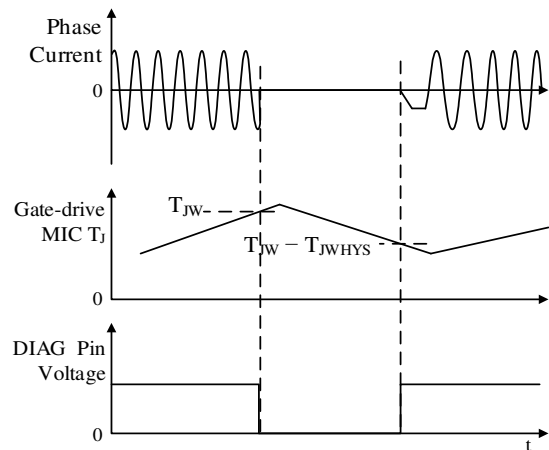 Phase
Current
0
Gate-drive
MIC TJ
TJW
TJW − TJWHYS
0
DIAG Pin
Voltage
0
t